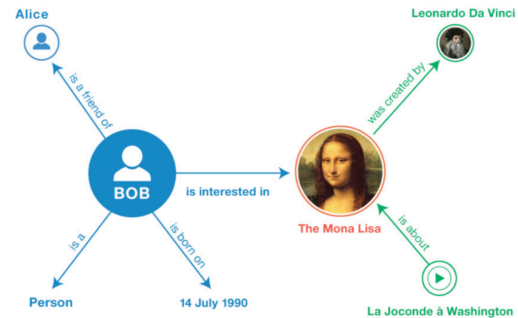 Alice
Leonardo Da Vinci
is a friend of
was created by
BOB
is interested in
The Mona Lisa
is a
is born on
is about
Person
14 July 1990
La Joconde à Washington